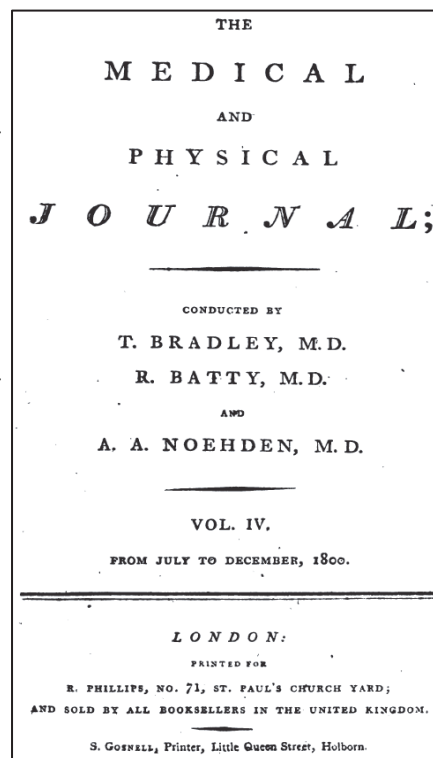 THE
MEDICAL
AND
PHYSICAL
JOURNAL;
CONDUCTED BY
T. BRADLEY, M.D.
R. BATTY, M.D.
AND
A. A. NOEHDEN, M.D.
VOL. IV.
FROM JULY TO DECEMBER, 1800.
LONDON:
PRINTED FOR
R. PHILLIPS, NO. 71, ST. PAUL'S CHURCH YARD;
AND SOLD BY ALL BOOKSELLERS IN THE UNITED KINGDOM.
S. GOSNELL, Printer, Little Queen Street, Holborn.